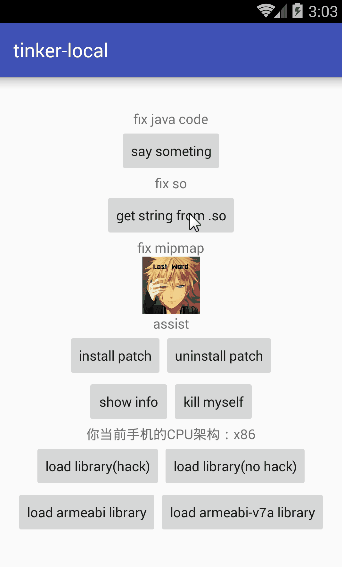 3:03
tinker-local
fix java code
say someting
fix so
get string from .so
fix mipmap
Last Word
assist
install patch uninstall patch
show info kill myself
你当前手机的CPU架构：x86
load library(hack) load library(no hack)
load armeabi library load armeabi-v7a library